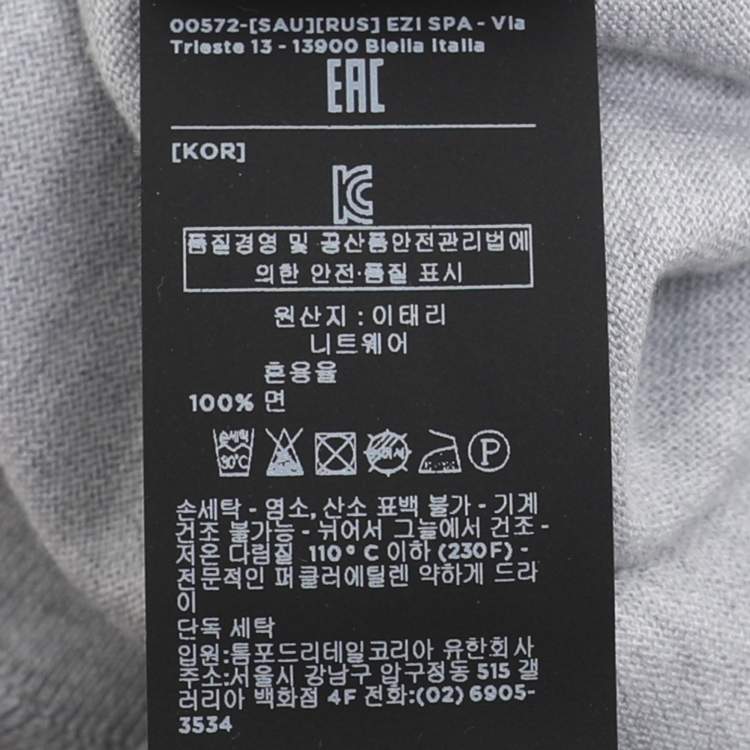 00572-[SAU][RUS] EZI SPA - Via
Trieste 13 - 13900 Biella Italia
EAC
[KOR]
KC
품질경영 및 공산품안전관리법에
의한 안전·품질 표시
원산지 : 이태리
니트웨어
혼용율
100% 면
손세탁 30°C P
손세탁 - 염소, 산소 표백 불가 - 기계
건조 불가능 - 뉘어서 그늘에서 건조 -
저온 다림질 110° C 이하 (230F) -
전문적인 퍼클러에틸렌 약하게 드라
이
단독 세탁
입원:톰포드리테일코리아 유한회사
주소:서울시 강남구 압구정동 515 갤
러리아 백화점 4F 전화:(02) 6905-
3534